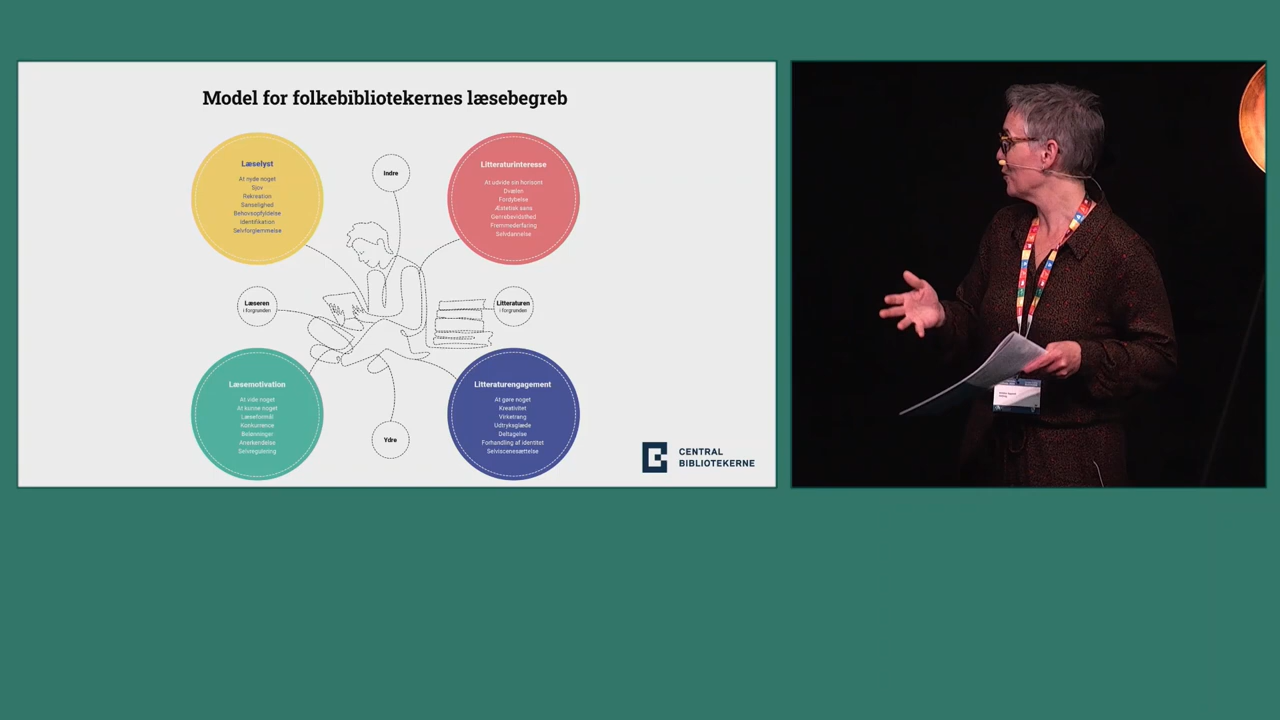 Model for folkebibliotekernes læsebegreb
Læselyst
At nyde noget
Sjov
Rekreation
Sanselighed
Behovsopfyldelse
Identifikation
Selvforglemmelse
Indre
Litteraturinteresse
At udvide sin horisont
Dvælen
Fordybelse
Æstetisk sans
Genrebevidsthed
Fremmederfaring
Selvdannelse
Læseren
i forgrunden
Litteraturen
i forgrunden
Læsemotivation
At vide noget
At kunne noget
Læseformål
Konkurrence
Belønninger
Anerkendelse
Selvregulering
Ydre
Litteraturengagement
At gøre noget
Kreativitet
Virketrang
Udtryksglæde
Deltagelse
Forhandling af identitet
Selviscenesættelse
CENTRAL
BIBLIOTEKERNE